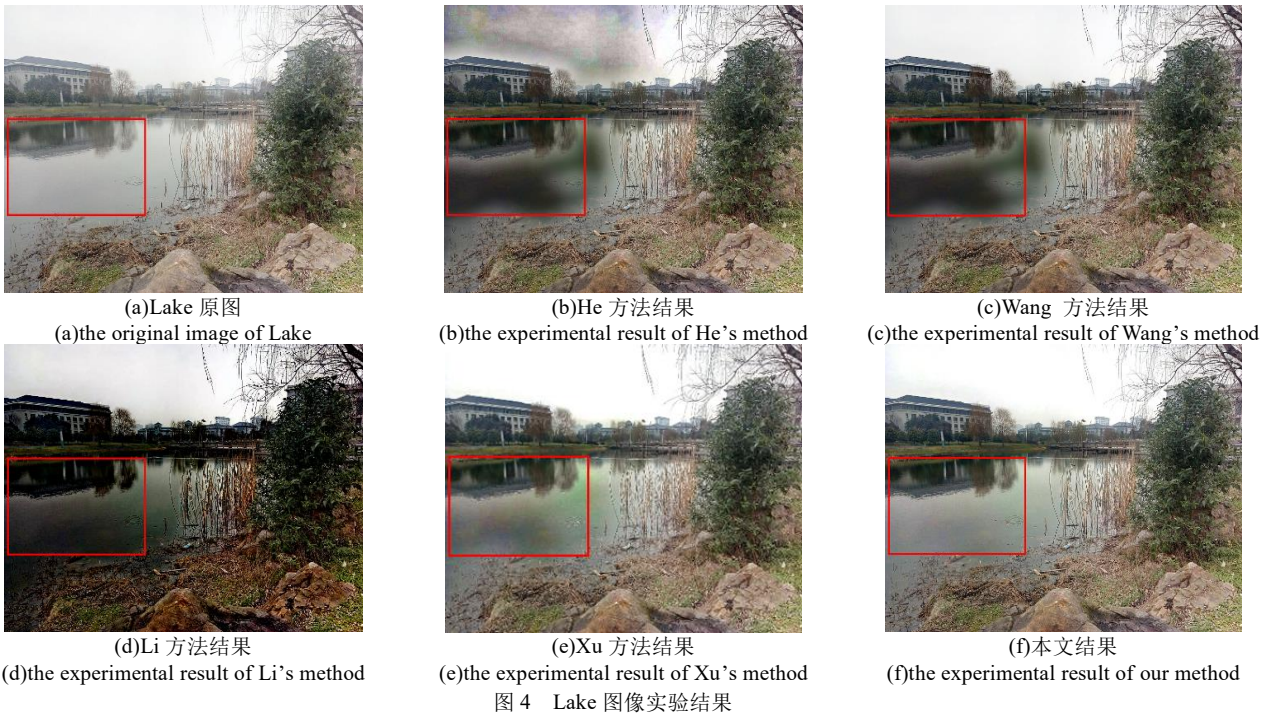 (a)Lake 原图
(a)the original image of Lake
(b)He 方法结果
(b)the experimental result of He’s method
(c)Wang 方法结果
(c)the experimental result of Wang’s method
(d)Li 方法结果
(d)the experimental result of Li’s method
(e)Xu 方法结果
(e)the experimental result of Xu’s method
(f)本文结果
(f)the experimental result of our method
图 4 Lake 图像实验结果